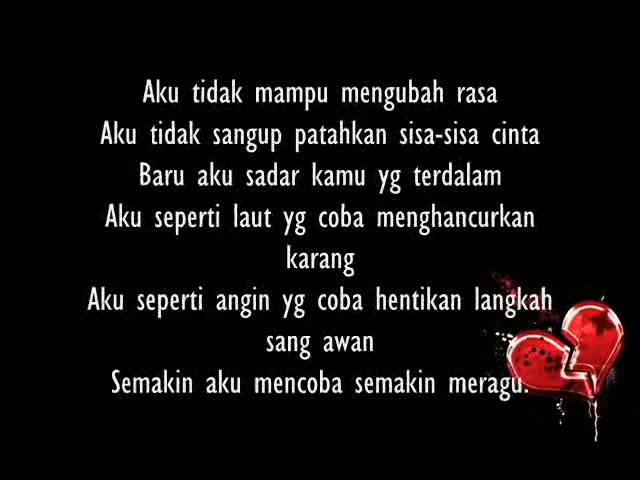 Aku tidak mampu mengubah rasa
Aku tidak sangup patahkan sisa-sisa cinta
Baru aku sadar kamu yg terdalam
Aku seperti laut yg coba menghancurkan
karang
Aku seperti angin yg coba hentikan langkah
sang awan
Semakin aku mencoba semakin meragu.